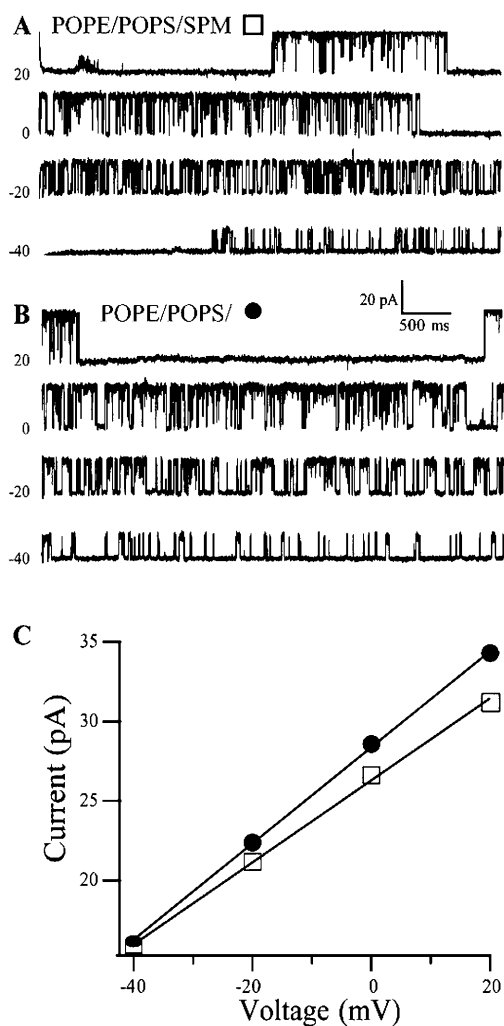 A POPE/POPS/SPM
20
0
-20
-40
B POPE/POPS/
20 pA
500 ms
20
0
-20
-40
C
35
30
25
20
Current (pA)
-40 -20 0 20
Voltage (mV)